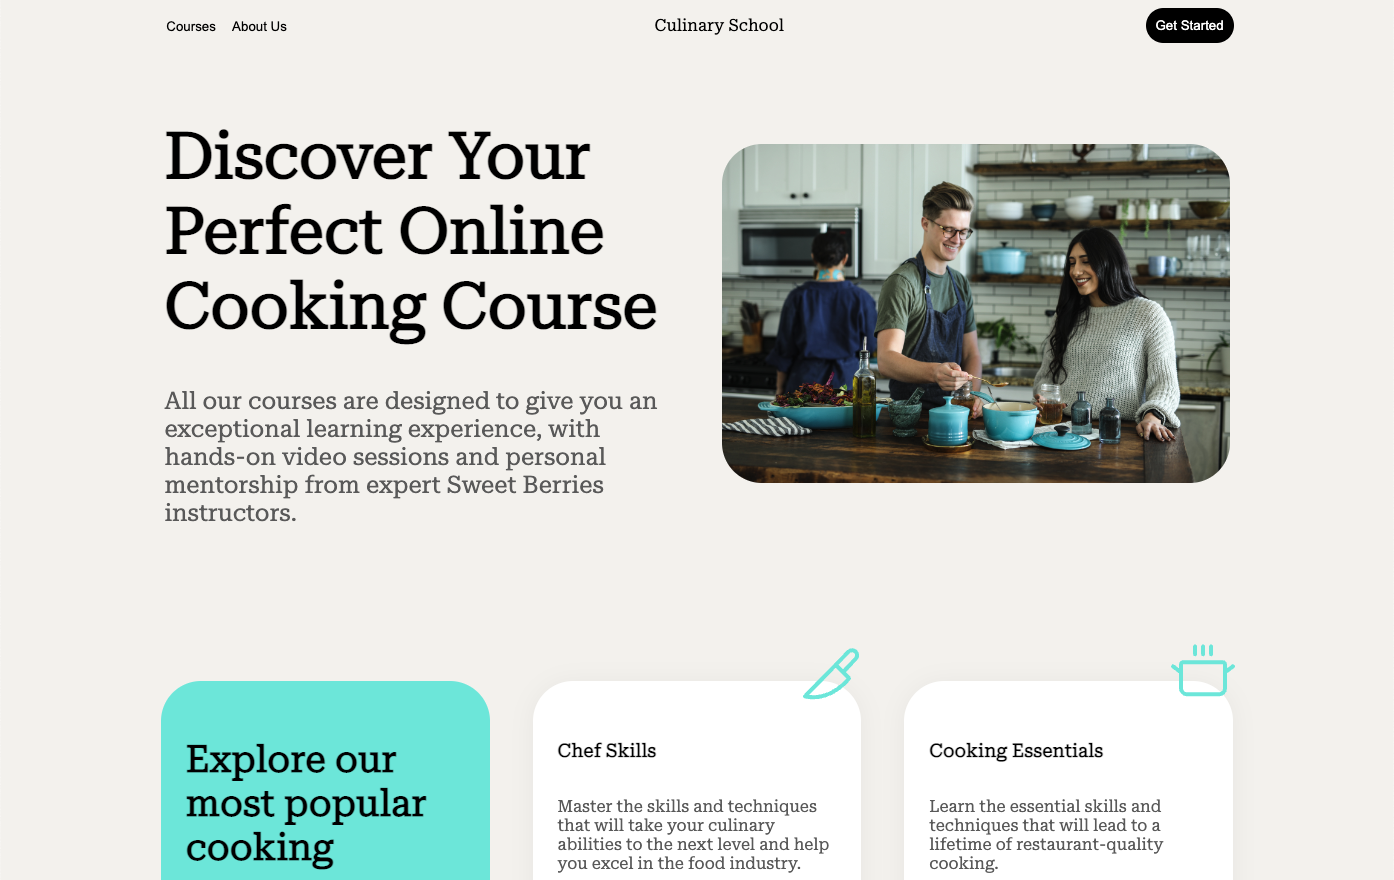 Courses About Us Culinary School Get Started
Discover Your
Perfect Online
Cooking Course
All our courses are designed to give you an
exceptional learning experience, with
hands-on video sessions and personal
mentorship from expert Sweet Berries
instructors.
Explore our
most popular
cooking
Chef Skills
Master the skills and techniques
that will take your culinary
abilities to the next level and help
you excel in the food industry.
Cooking Essentials
Learn the essential skills and
techniques that will lead to a
lifetime of restaurant-quality
cooking.